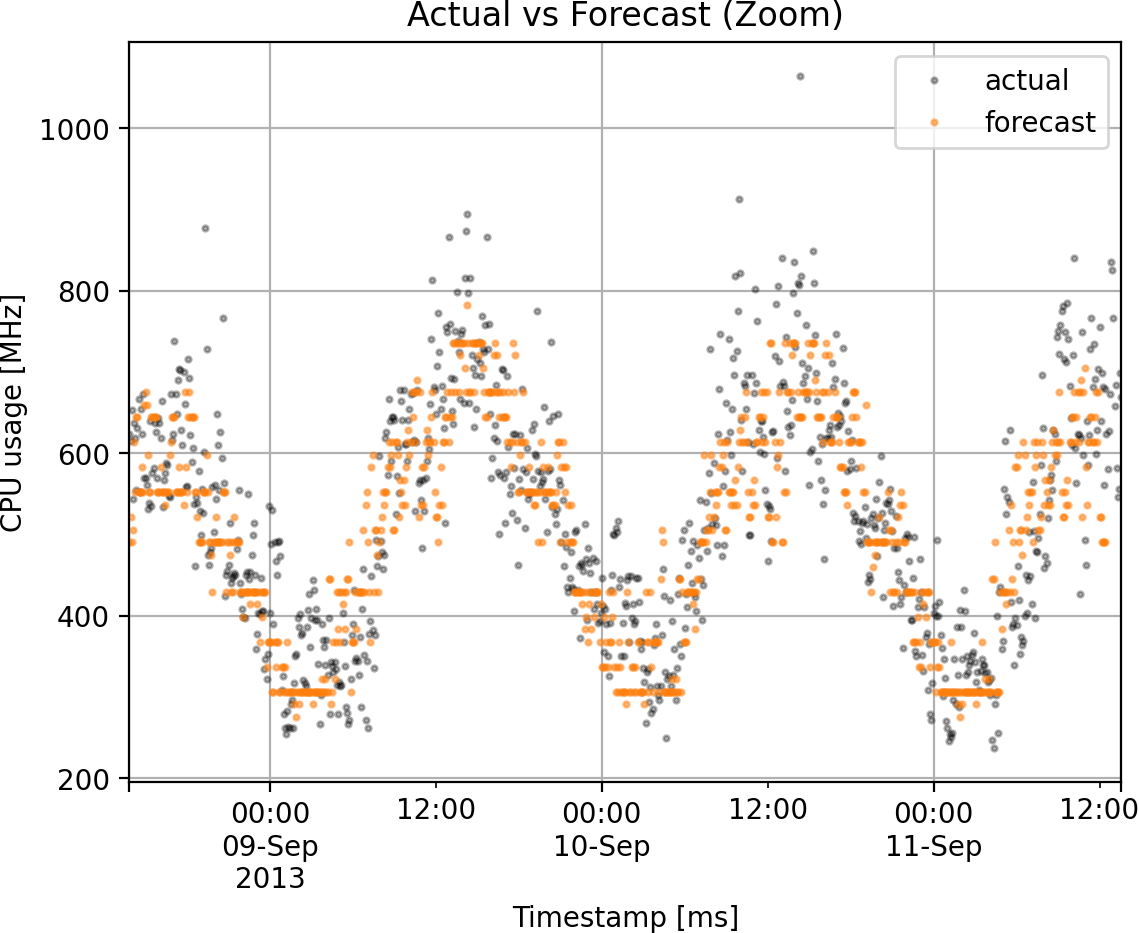 Actual vs Forecast (Zoom)
actual
forecast
CPU usage [MHz]
1000
800
600
400
200
00:00
09-Sep
2013
12:00
00:00
10-Sep
12:00
00:00
11-Sep
12:00
Timestamp [ms]